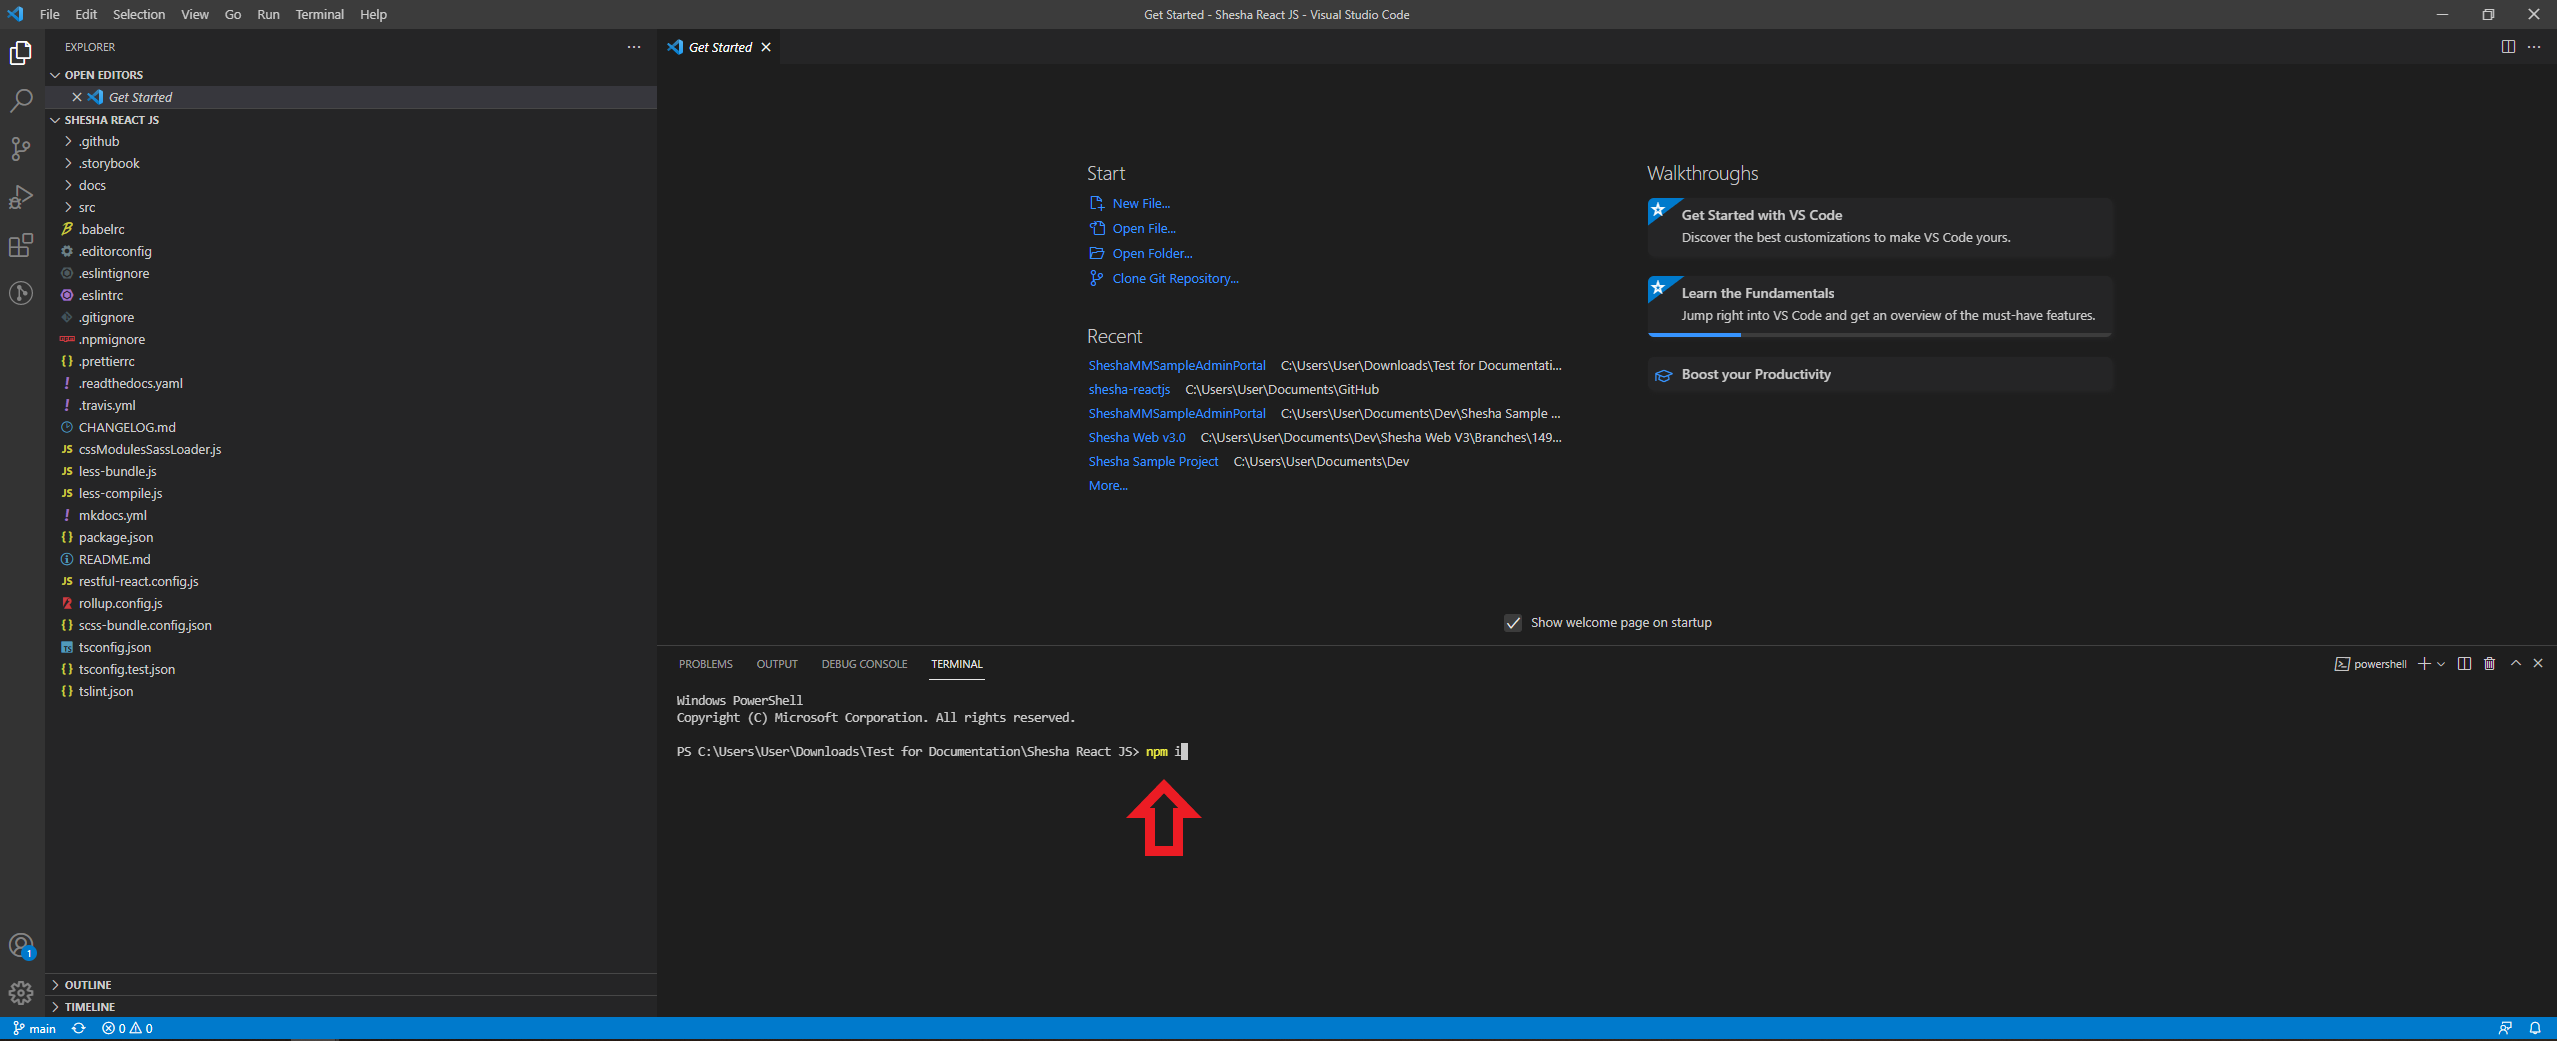 File Edit Selection View Go Run Terminal Help
Get Started - Shesha React JS - Visual Studio Code
EXPLORER
OPEN EDITORS
Get Started
SHESHA REACT JS
.github
.storybook
docs
src
.babelrc
.editorconfig
.eslintignore
.eslintrc
.gitignore
.npmignore
.prettierrc
.readthedocs.yaml
.travis.yml
CHANGELOG.md
cssModulesSassLoader.js
less-bundle.js
less-compile.js
mkdocs.yml
package.json
README.md
restful-react.config.js
rollup.config.js
scss-bundle.config.json
tsconfig.json
tsconfig.test.json
tslint.json
OUTLINE
TIMELINE
Get Started
Start
New File...
Open File...
Open Folder...
Clone Git Repository...
Recent
SheshaMMSampleAdminPortal C:\Users\User\Downloads\Test for Documentati...
shesha-reactjs C:\Users\User\Documents\GitHub
SheshaMMSampleAdminPortal C:\Users\User\Documents\Dev\Shesha Sample ...
Shesha Web v3.0 C:\Users\User\Documents\Dev\Shesha Web V3\Branches\149...
Shesha Sample Project C:\Users\User\Documents\Dev
More...
Walkthroughs
Get Started with VS Code
Discover the best customizations to make VS Code yours.
Learn the Fundamentals
Jump right into VS Code and get an overview of the must-have features.
Boost your Productivity
Show welcome page on startup
PROBLEMS OUTPUT DEBUG CONSOLE TERMINAL
powershell
Windows PowerShell
Copyright (C) Microsoft Corporation. All rights reserved.
PS C:\Users\User\Downloads\Test for Documentation\Shesha React JS> npm i
1
main 0 0